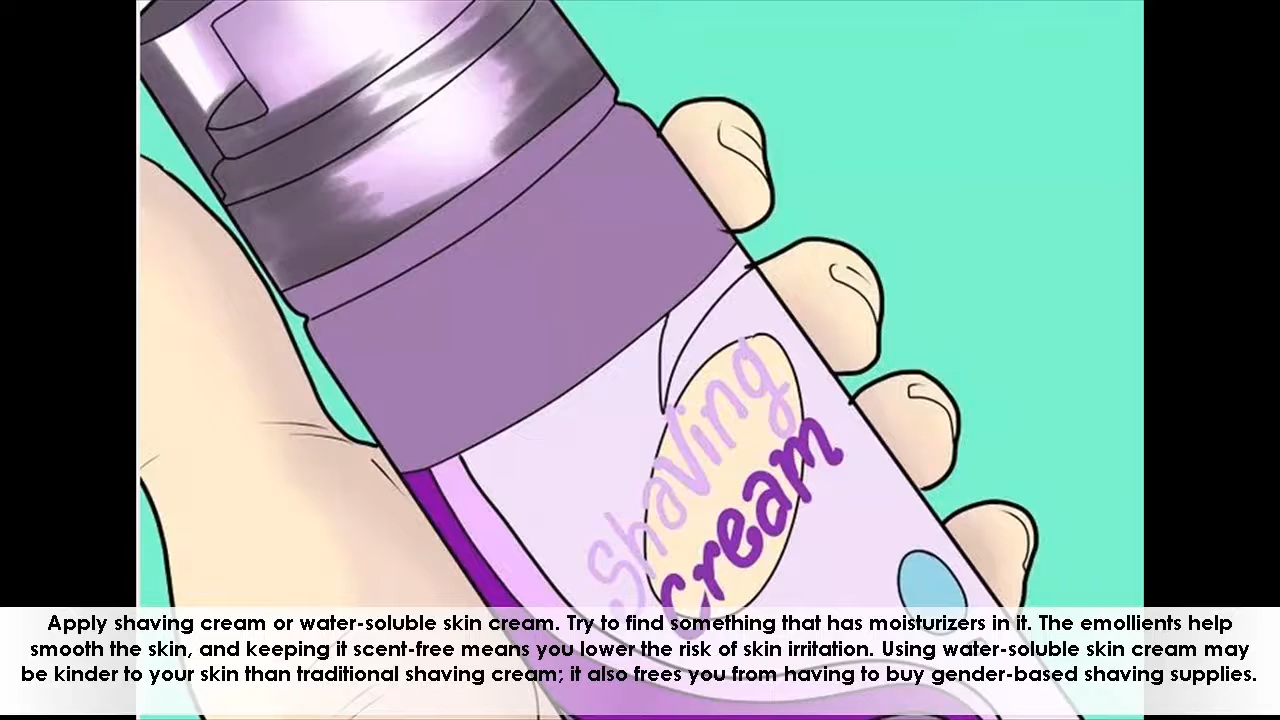 Shaving
Cream
Apply shaving cream or water-soluble skin cream. Try to find something that has moisturizers in it. The emollients help
smooth the skin, and keeping it scent-free means you lower the risk of skin irritation. Using water-soluble skin cream may
be kinder to your skin than traditional shaving cream; it also frees you from having to buy gender-based shaving supplies.